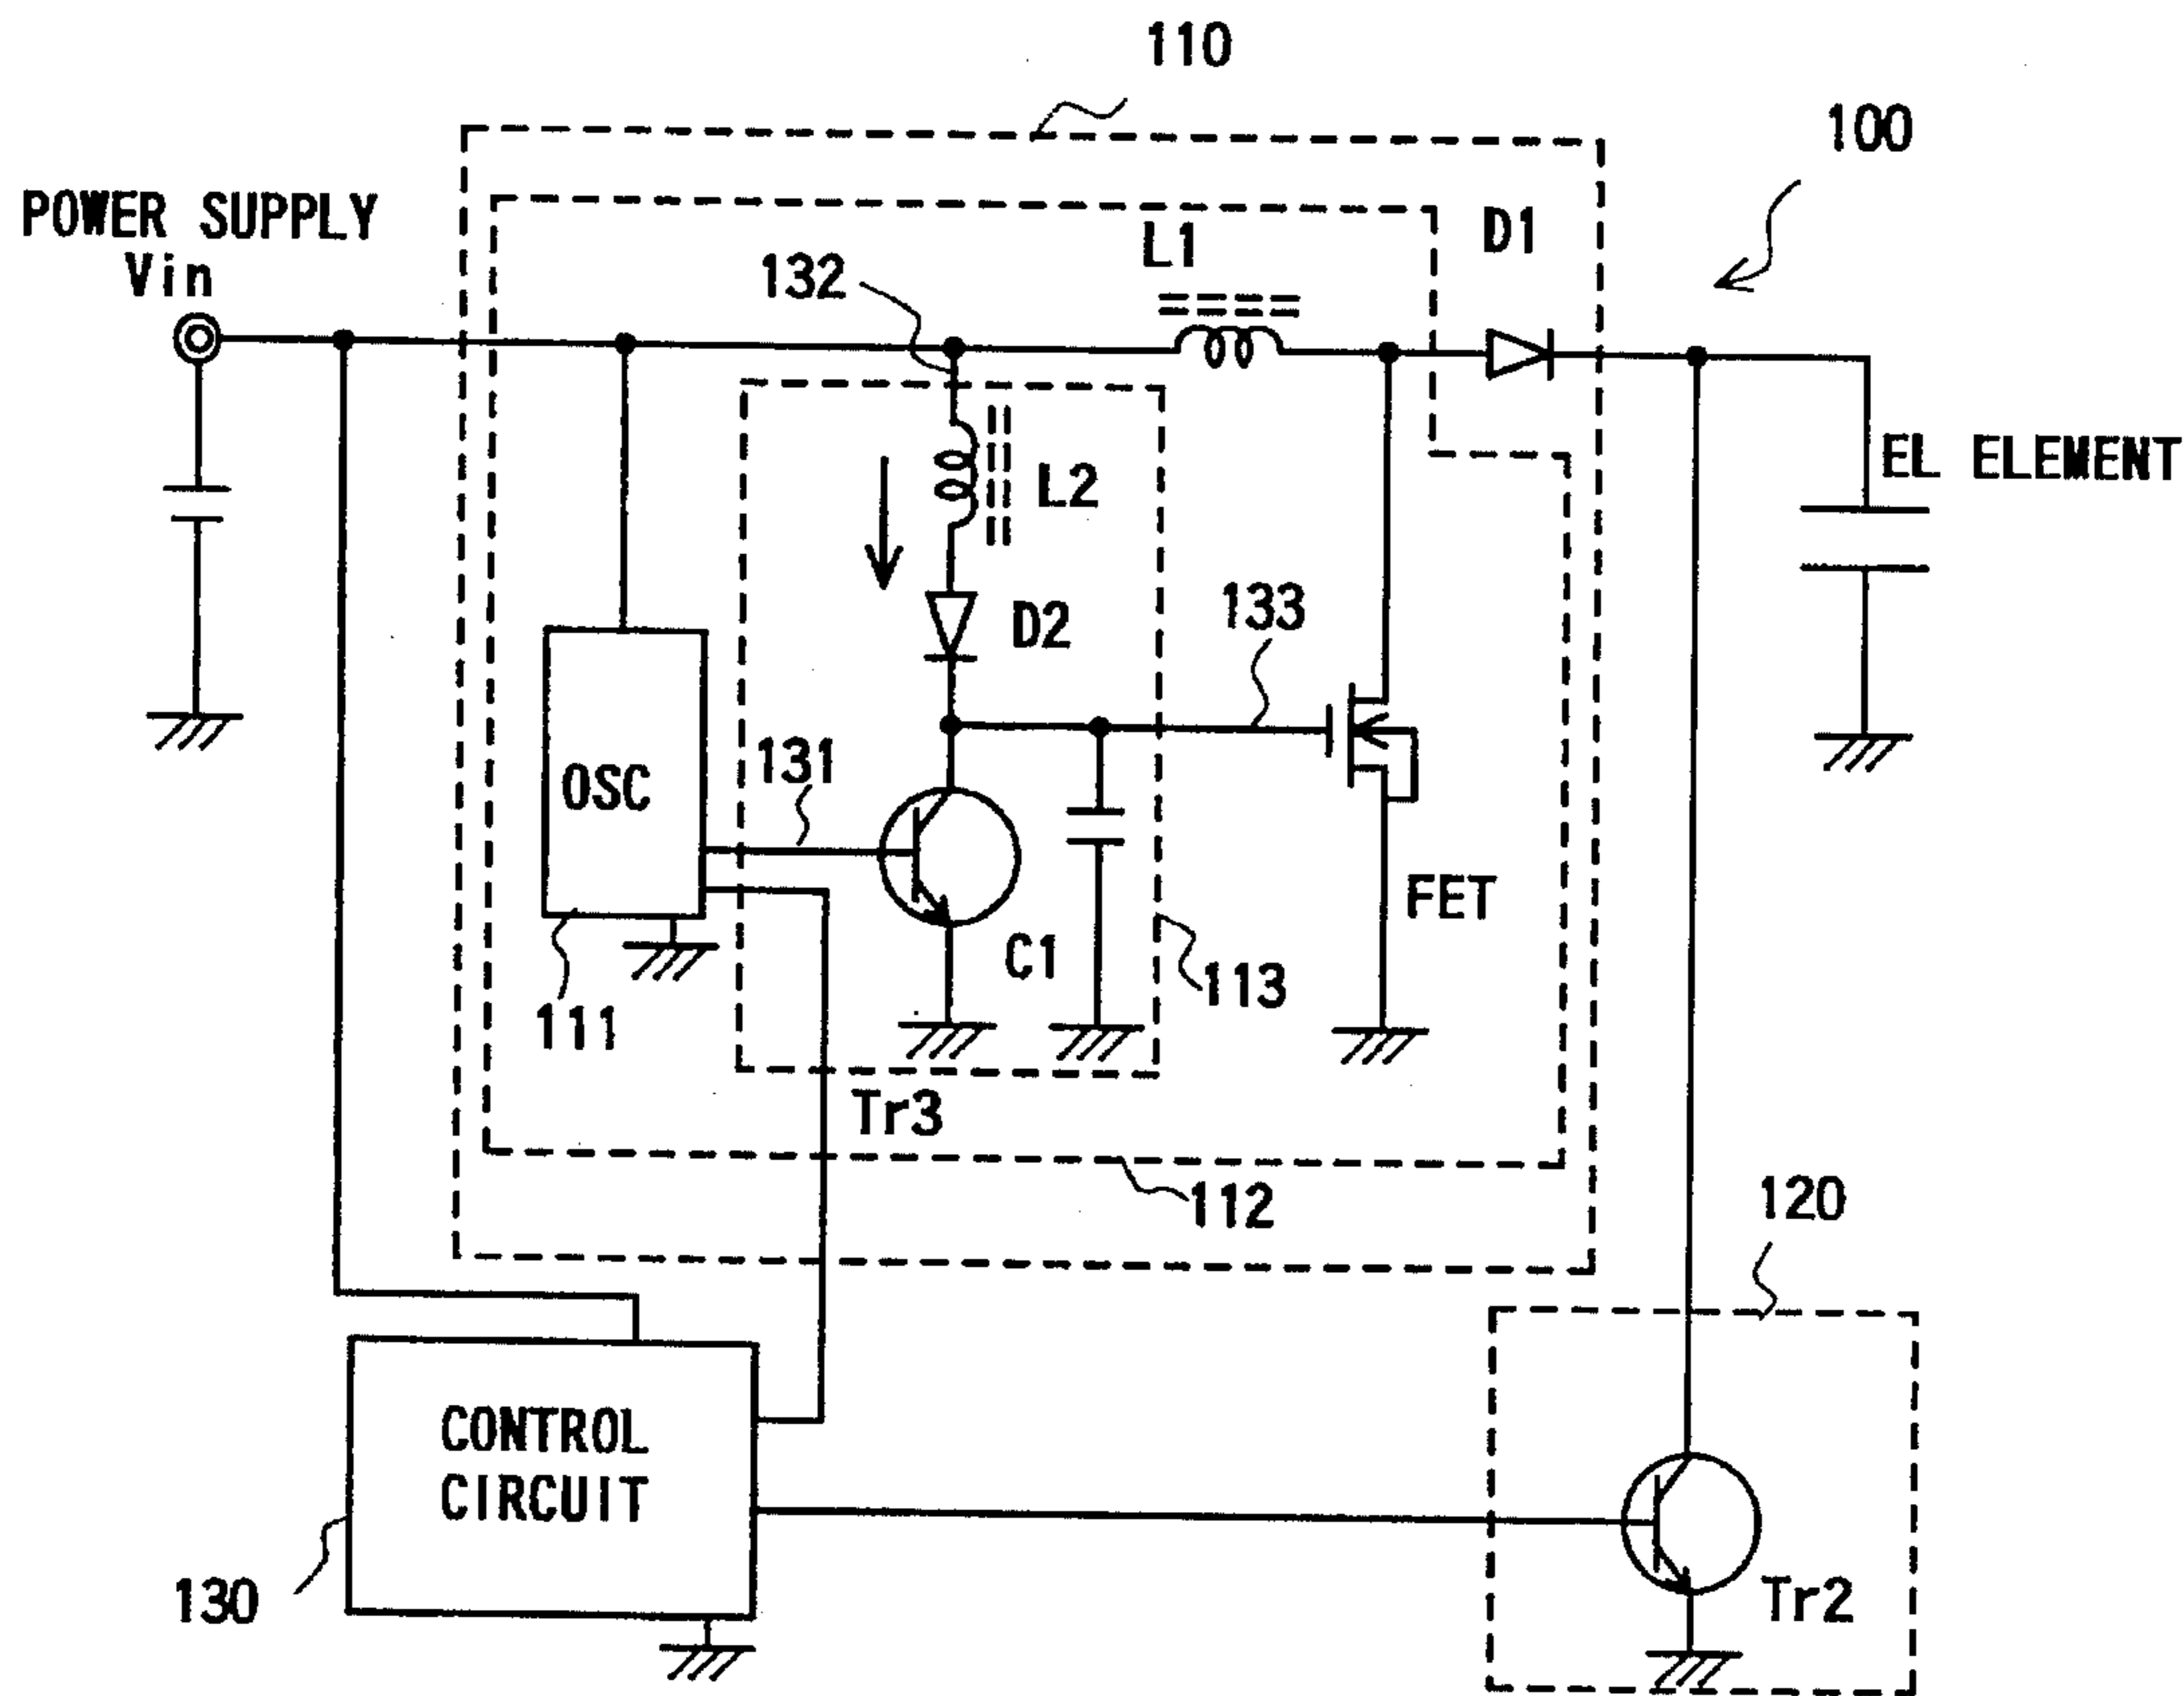 110
100
POWER SUPPLY
Vin
D1
L1
132
EL ELEMENT
L2
133
D2
131
OSC
FET
C1
113
111
Tr3
112
120
CONTROL
CIRCUIT
130
Tr2